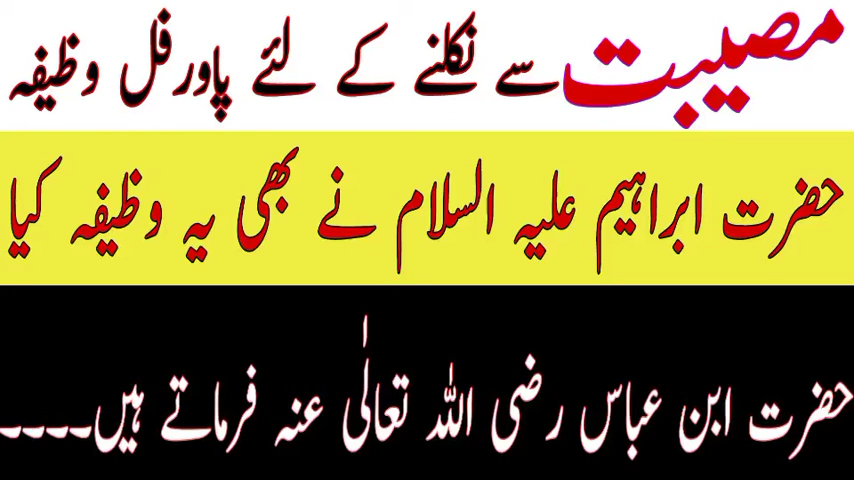 مصیبت سے نکلنے کے لئے پاورفل وظیفہ
حضرت ابراہیم علیہ السلام نے بھی یہ وظیفہ کیا
حضرت ابن عباس رضی اللہ تعالٰی عنہ فرماتے ہیں۔۔۔۔